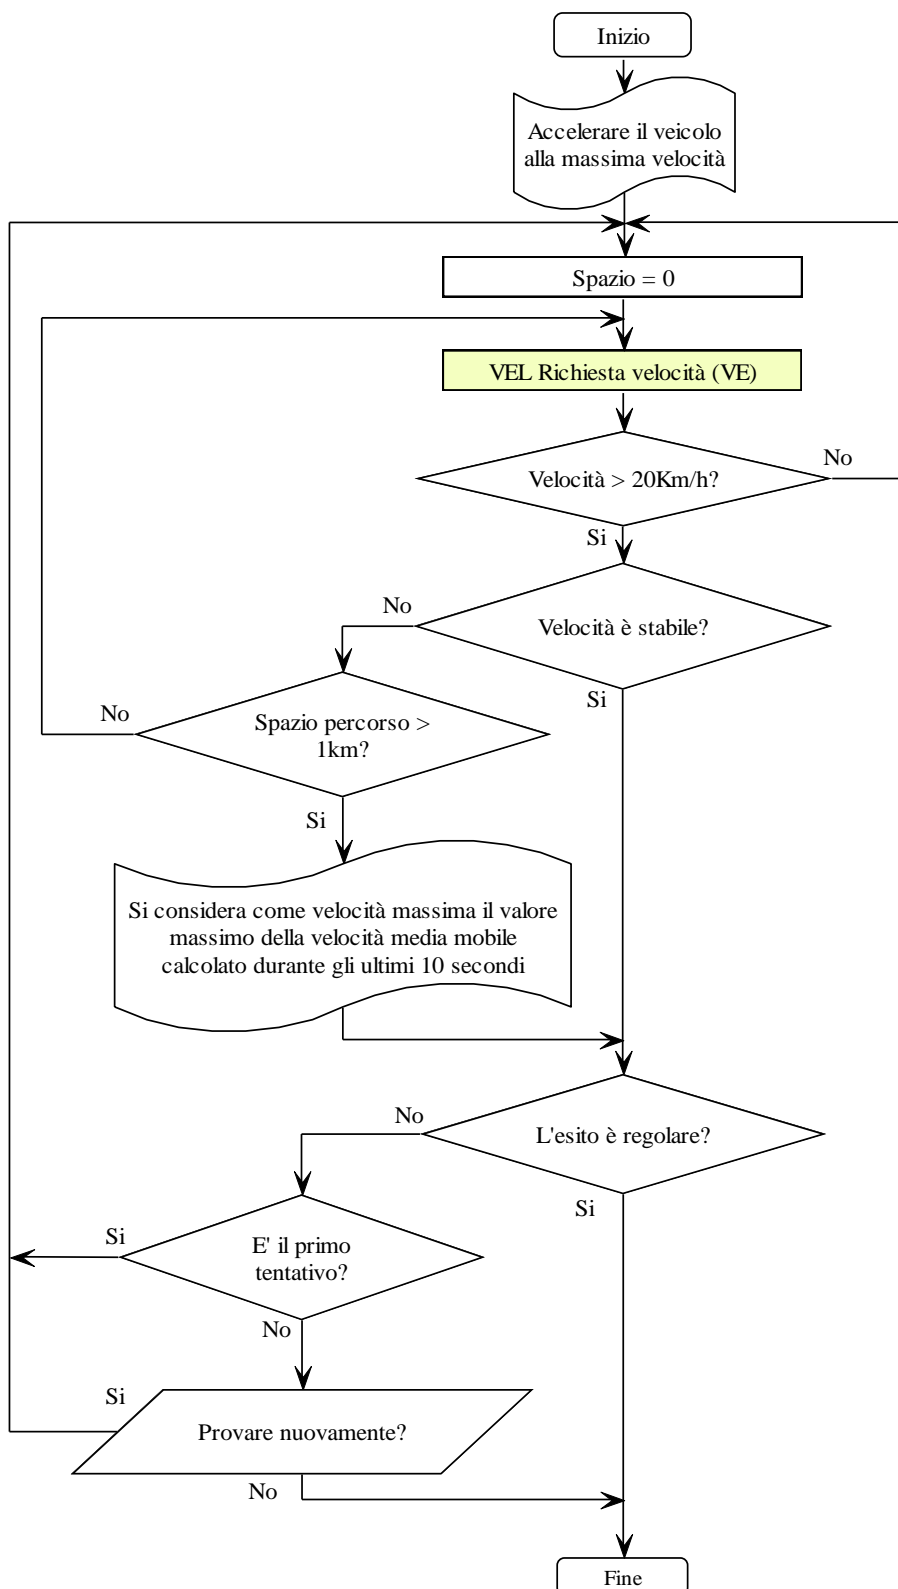 Inizio
Accelerare il veicolo
alla massima velocità
Spazio = 0
VEL Richiesta velocità (VE)
Velocità > 20Km/h?
No
Si
Velocità è stabile?
No
Si
Spazio percorso >
1km?
No
Si
Si considera come velocità massima il valore
massimo della velocità media mobile
calcolato durante gli ultimi 10 secondi
L'esito è regolare?
No
Si
E' il primo
tentativo?
Si
No
Provare nuovamente?
Si
No
Fine